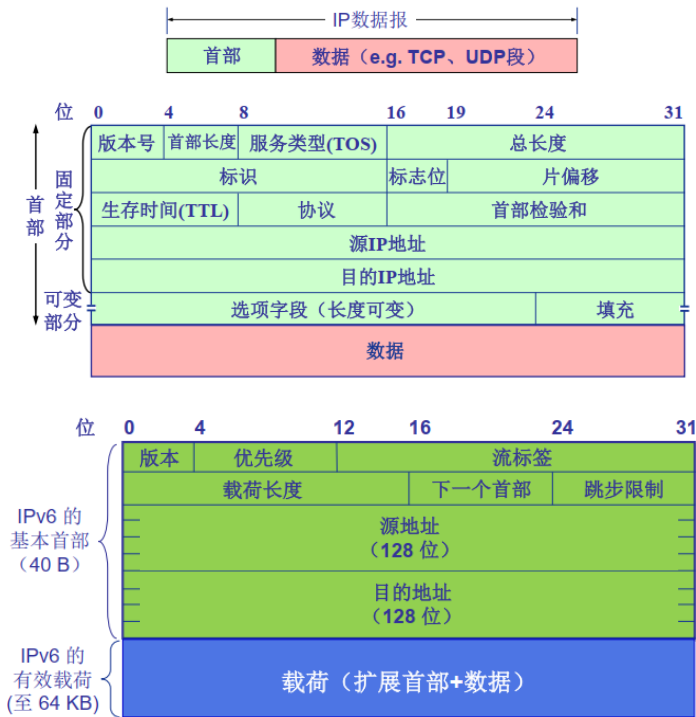 IP数据报
首部 数据（e.g. TCP、UDP段）
位 0 4 8 16 19 24 31
版本号 首部长度 服务类型(TOS) 总长度
标识 标志位 片偏移
生存时间(TTL) 协议 首部检验和
源IP地址
目的IP地址
选项字段（长度可变） 填充
数据
首部
固定部分
可变
部分
位 0 4 12 16 24 31
版本 优先级 流标签
载荷长度 下一个首部 跳步限制
源地址
（128 位）
目的地址
（128 位）
IPv6 的
基本首部
（40 B）
IPv6 的
有效载荷
(至 64 KB)
载荷（扩展首部+数据）